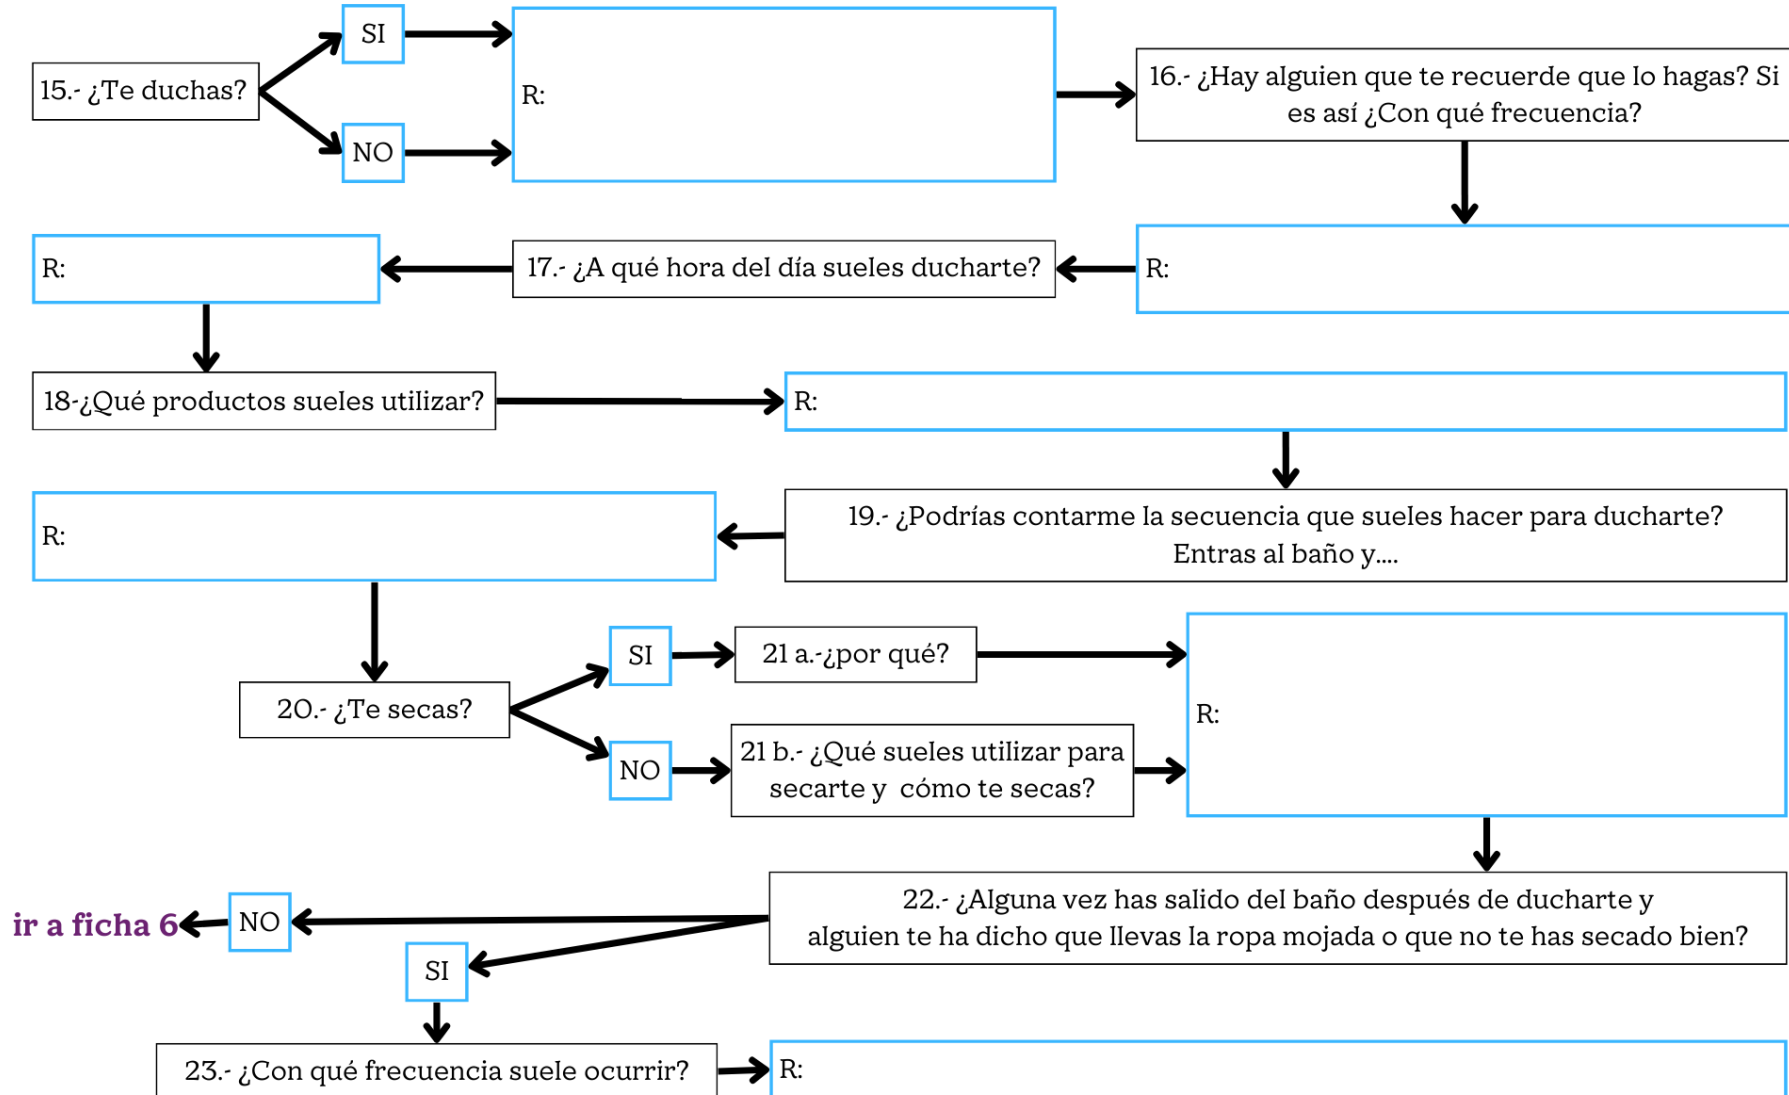 15.- ¿Te duchas?
SI
NO
R:
16.- ¿Hay alguien que te recuerde que lo hagas? Si
es así ¿Con qué frecuencia?
R:
17.- ¿A qué hora del día sueles ducharte?
R:
18-¿Qué productos sueles utilizar?
R:
19.- ¿Podrías contarme la secuencia que sueles hacer para ducharte?
Entras al baño y....
R:
20.- ¿Te secas?
SI
21 a.-¿por qué?
NO
21 b.- ¿Qué sueles utilizar para
secarte y  cómo te secas?
R:
22.- ¿Alguna vez has salido del baño después de ducharte y
alguien te ha dicho que llevas la ropa mojada o que no te has secado bien?
NO
ir a ficha 6
SI
23.- ¿Con qué frecuencia suele ocurrir?
R: